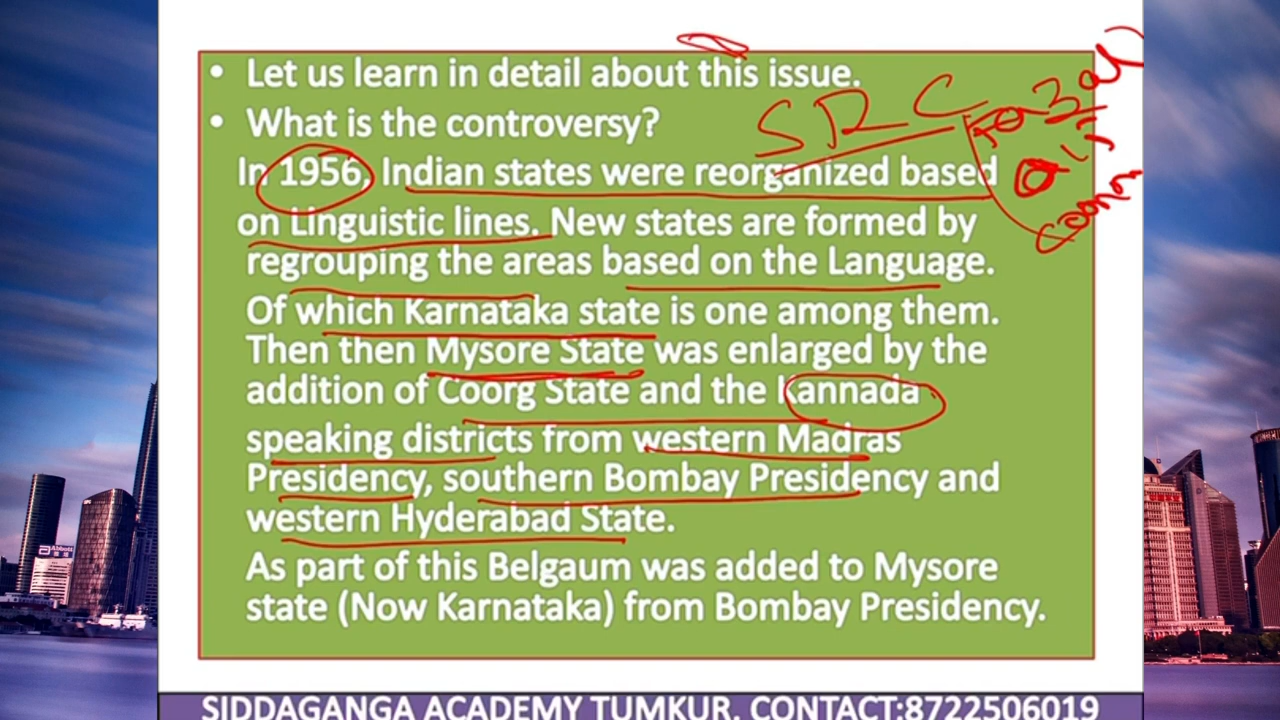 • Let us learn in detail about this issue.
• What is the controversy?
SRC
Fazal
Ali
Comm
In 1956, Indian states were reorganized based
on Linguistic lines. New states are formed by
regrouping the areas based on the Language.
Of which Karnataka state is one among them.
Then then Mysore State was enlarged by the
addition of Coorg State and the Kannada
speaking districts from western Madras
Presidency, southern Bombay Presidency and
western Hyderabad State.
As part of this Belgaum was added to Mysore
state (Now Karnataka) from Bombay Presidency.
Abbott
SIDDAGANGA ACADEMY TUMKUR. CONTACT:8722506019